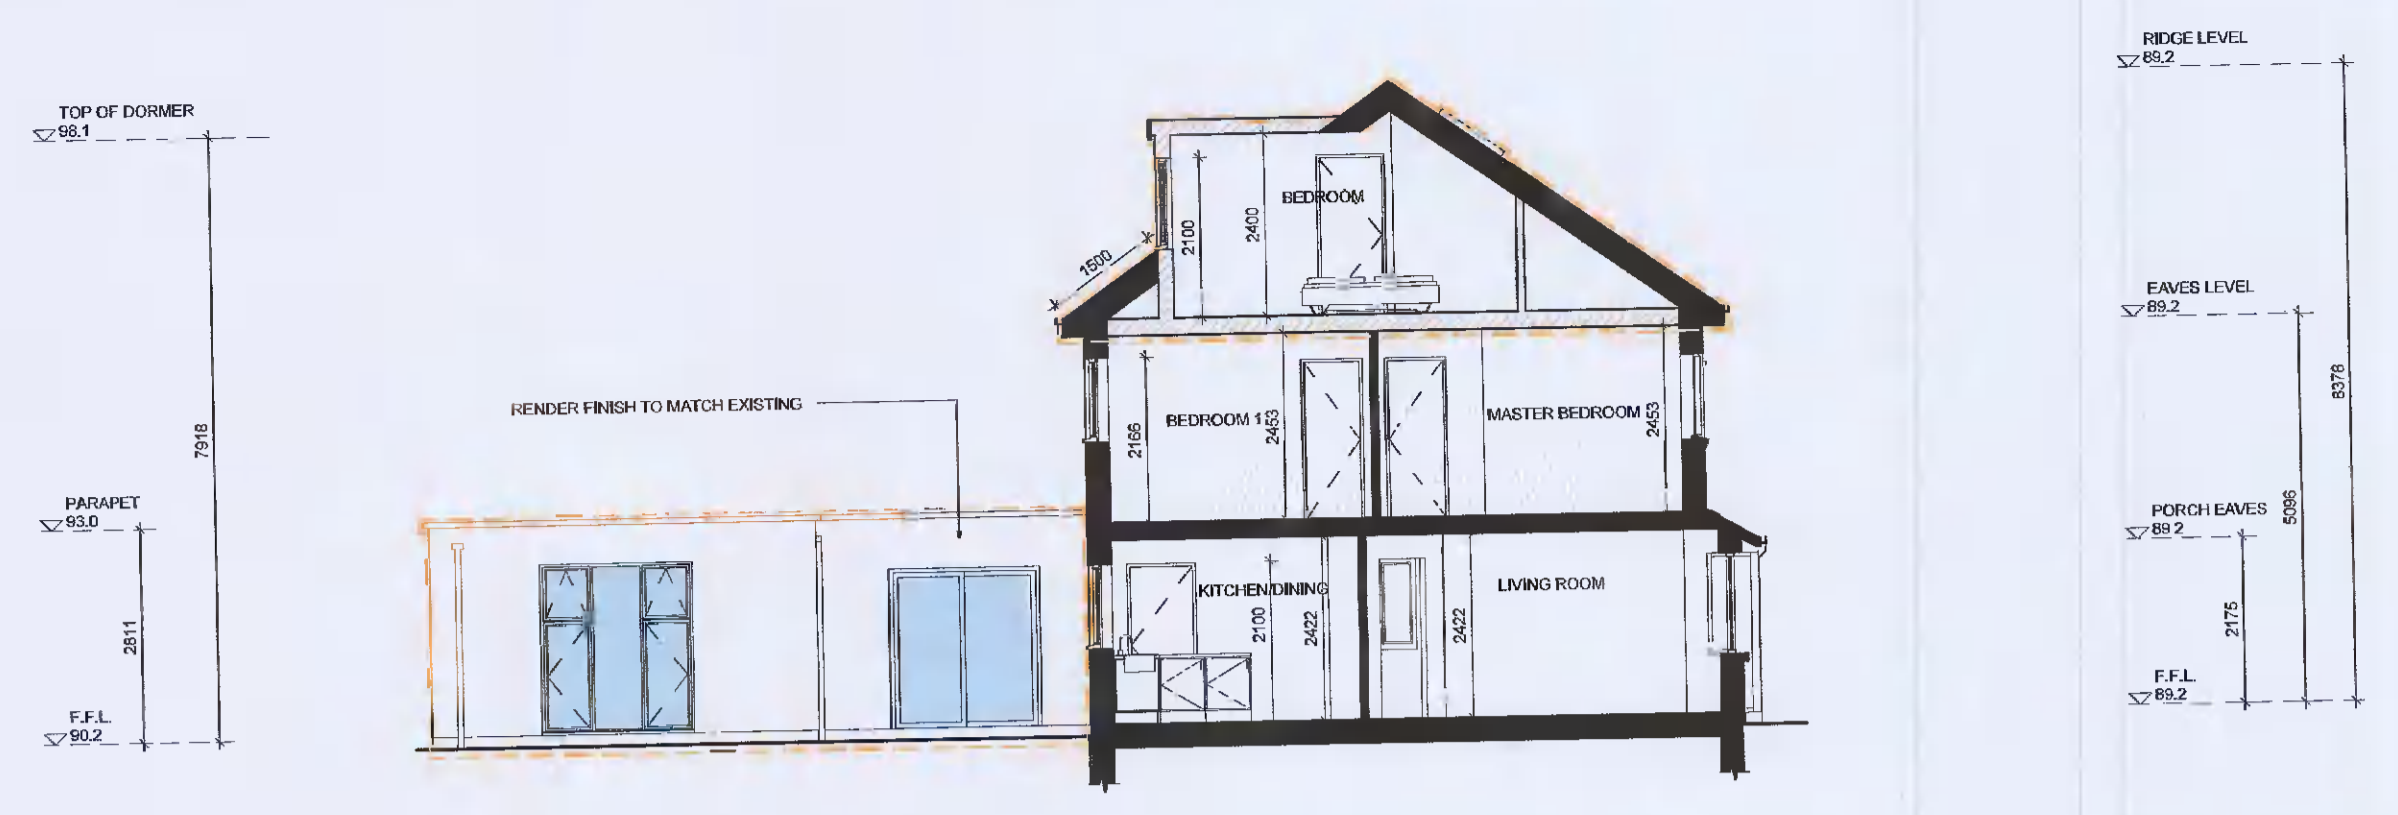 RIDGE LEVEL
89.2
TOP OF DORMER
98.1
BEDROOM
2100
2400
1500
EAVES LEVEL
89.2
8378
RENDER FINISH TO MATCH EXISTING
7918
BEDROOM 1
2166
2453
MASTER BEDROOM
2453
PARAPET
93.0
PORCH EAVES
89.2
5096
KITCHEN/DINING
2100
2422
LIVING ROOM
2422
2811
2175
F.F.L.
90.2
F.F.L.
89.2